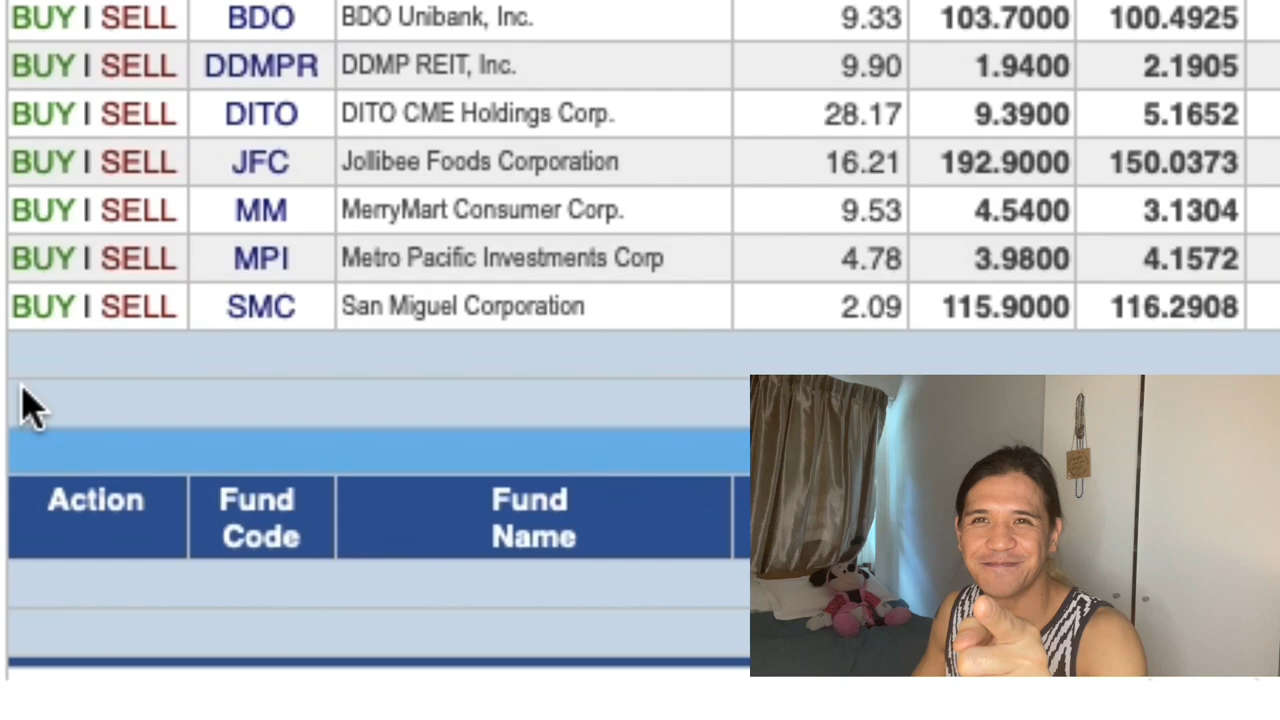 BUY I SELL BDO BDO Unibank, Inc. 9.33 103.7000 100.4925
BUY I SELL DDMPR DDMP REIT, Inc. 9.90 1.9400 2.1905
BUY I SELL DITO DITO CME Holdings Corp. 28.17 9.3900 5.1652
BUY I SELL JFC Jollibee Foods Corporation 16.21 192.9000 150.0373
BUY I SELL MM MerryMart Consumer Corp. 9.53 4.5400 3.1304
BUY I SELL MPI Metro Pacific Investments Corp 4.78 3.9800 4.1572
BUY I SELL SMC San Miguel Corporation 2.09 115.9000 116.2908
Action Fund Fund
Code Name